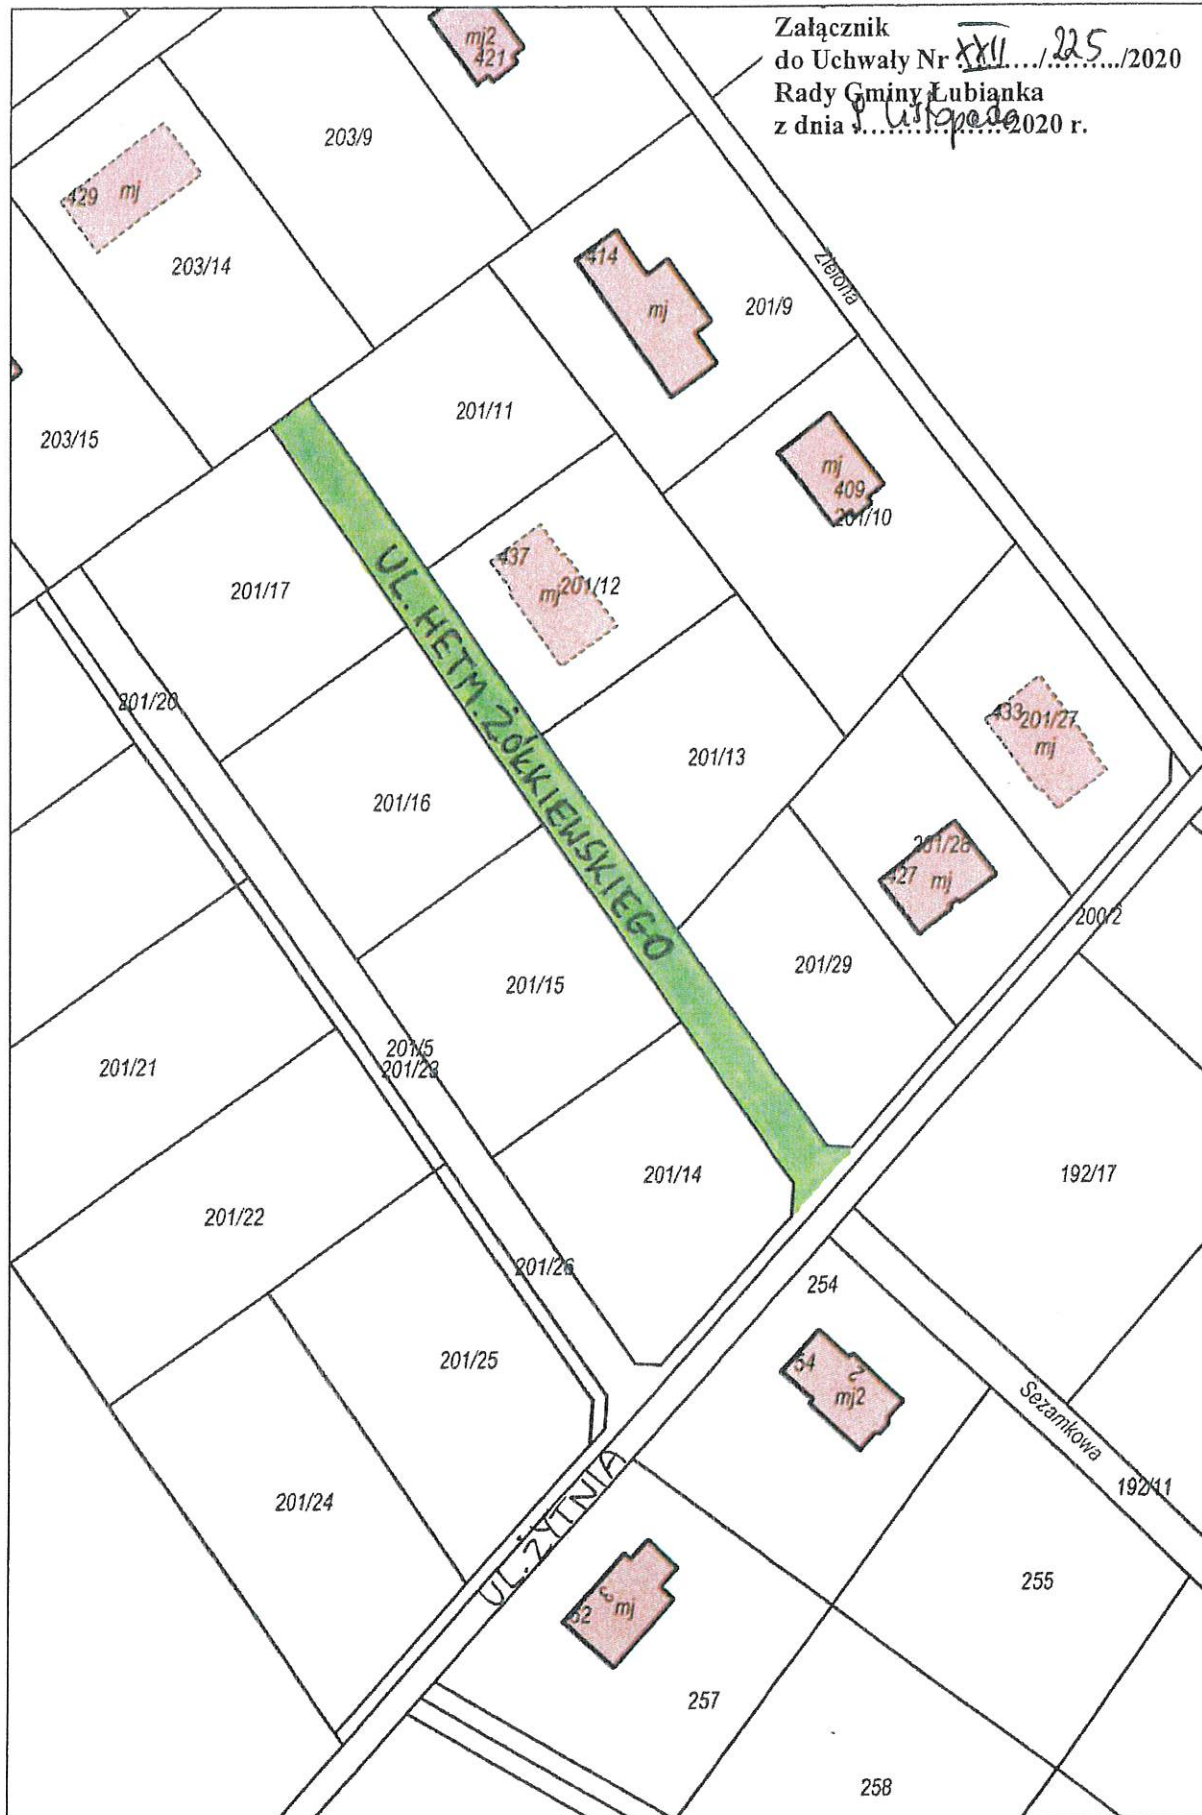 Załącznik
do Uchwały Nr XXII...../.225.../2020
Rady Gminy Łubianka
z dnia 9 listopada 2020 r.
mj2
421
203/9
429 mj
203/14
414
mj
201/9
Zielona
203/15
201/11
mj
409
201/10
437
mj 201/12
201/17
UL. HETM. ŻÓŁKIEWSKIEGO
201/20
433 201/27
mj
201/13
201/16
201/28
427 mj
200/2
201/29
201/15
201/5
201/23
201/21
201/14
192/17
201/22
201/26
254
201/25
54 2
mj2
Sezamkowa
192/11
201/24
UL. ŻYTNIA
255
3
52 mj
257
258